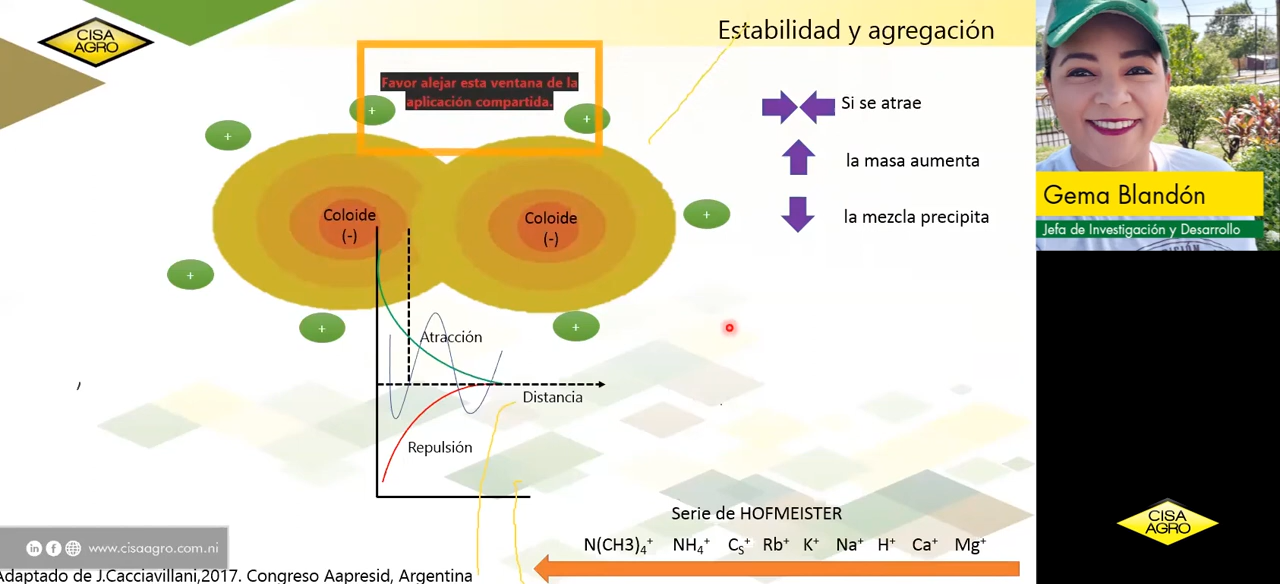 CISA
AGRO
Estabilidad y agregación
Favor alejar esta ventana de la
aplicación compartida.
Si se atrae
la masa aumenta
la mezcla precipita
+
+
+
+
+
+
+
Coloide
(-)
Coloide
(-)
Atracción
Distancia
Repulsión
Serie de HOFMEISTER
N(CH3)₄⁺ NH₄⁺ Cₛ⁺ Rb⁺ K⁺ Na⁺ H⁺ Ca⁺ Mg⁺
www.cisaagro.com.ni
Adaptado de J.Cacciavillani,2017. Congreso Aapresid, Argentina
Gema Blandón
Jefa de Investigación y Desarrollo
CISA
AGRO